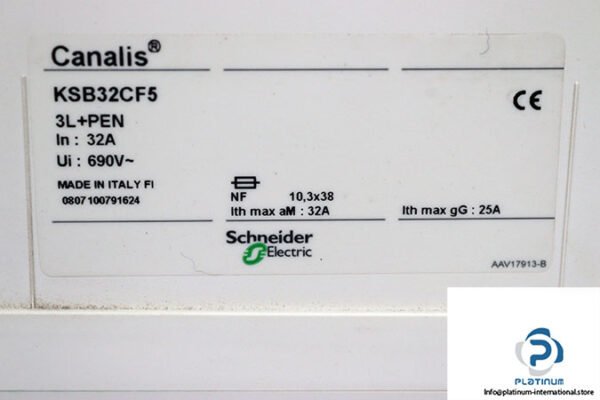 Canalis®
KSB32CF5
3L+PEN
In : 32A
Ui : 690V~
MADE IN ITALY FI
0807100791624
NF 10,3x38
Ith max aM : 32A
Ith max gG : 25A
CE
Schneider
Electric
AAV17913-B
PLATINUM
Info@platinum-international.store